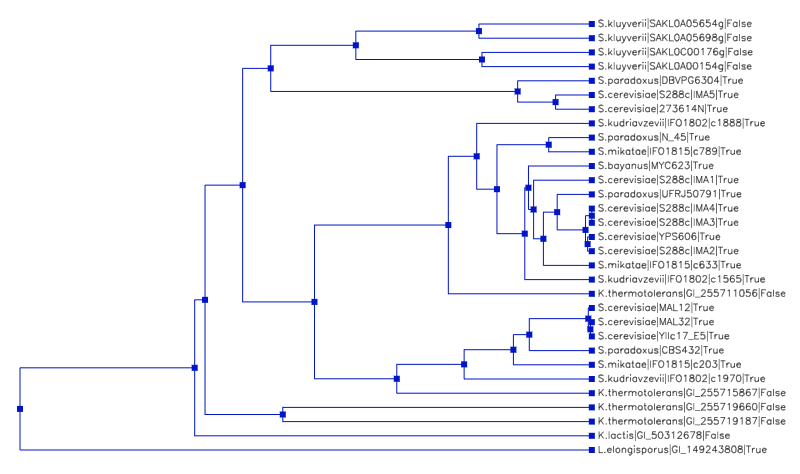 S.kluyverii|SAKL0A05654g|False
S.kluyverii|SAKL0A05698g|False
S.kluyverii|SAKL0C00176g|False
S.kluyverii|SAKL0A00154g|False
S.paradoxus|DBVPG6304|True
S.cerevisiae|S288c|IMA5|True
S.cerevisiae|273614N|True
S.kudriavzevii|IFO1802|c1888|True
S.paradoxus|N_45|True
S.mikatae|IFO1815|c789|True
S.bayanus|MYC623|True
S.cerevisiae|S288c|IMA1|True
S.paradoxus|UFRJ50791|True
S.cerevisiae|S288c|IMA4|True
S.cerevisiae|S288c|IMA3|True
S.cerevisiae|YPS606|True
S.cerevisiae|S288c|IMA2|True
S.mikatae|IFO1815|c633|True
S.kudriavzevii|IFO1802|c1565|True
K.thermotolerans|GI_255711056|False
S.cerevisiae|MAL12|True
S.cerevisiae|MAL32|True
S.cerevisiae|YIlc17_E5|True
S.paradoxus|CBS432|True
S.mikatae|IFO1815|c203|True
S.kudriavzevii|IFO1802|c1970|True
K.thermotolerans|GI_255715867|False
K.thermotolerans|GI_255719660|False
K.thermotolerans|GI_255719187|False
K.lactis|GI_50312678|False
L.elongisporus|GI_149243808|True